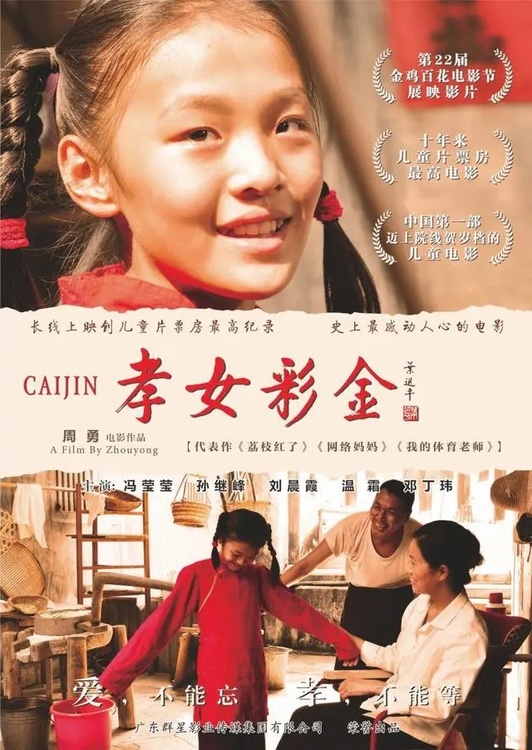 第22届
金鸡百花电影节
展映影片
十年来
儿童片票房
最高电影
中国第一部
迈上院线贺岁档的
儿童电影
长线上映创儿童片票房最高纪录 史上最感动人心的电影
CAIJIN 孝女彩金
叶选平
周勇 电影作品
A Film By Zhouyong
【代表作《荔枝红了》《网络妈妈》《我的体育老师》】
主演: 冯莹莹 孙继峰 刘晨霞 温霜 邓丁玮
爱,不能忘 孝,不能等
广东群星影业传媒集团有限公司 荣誉出品